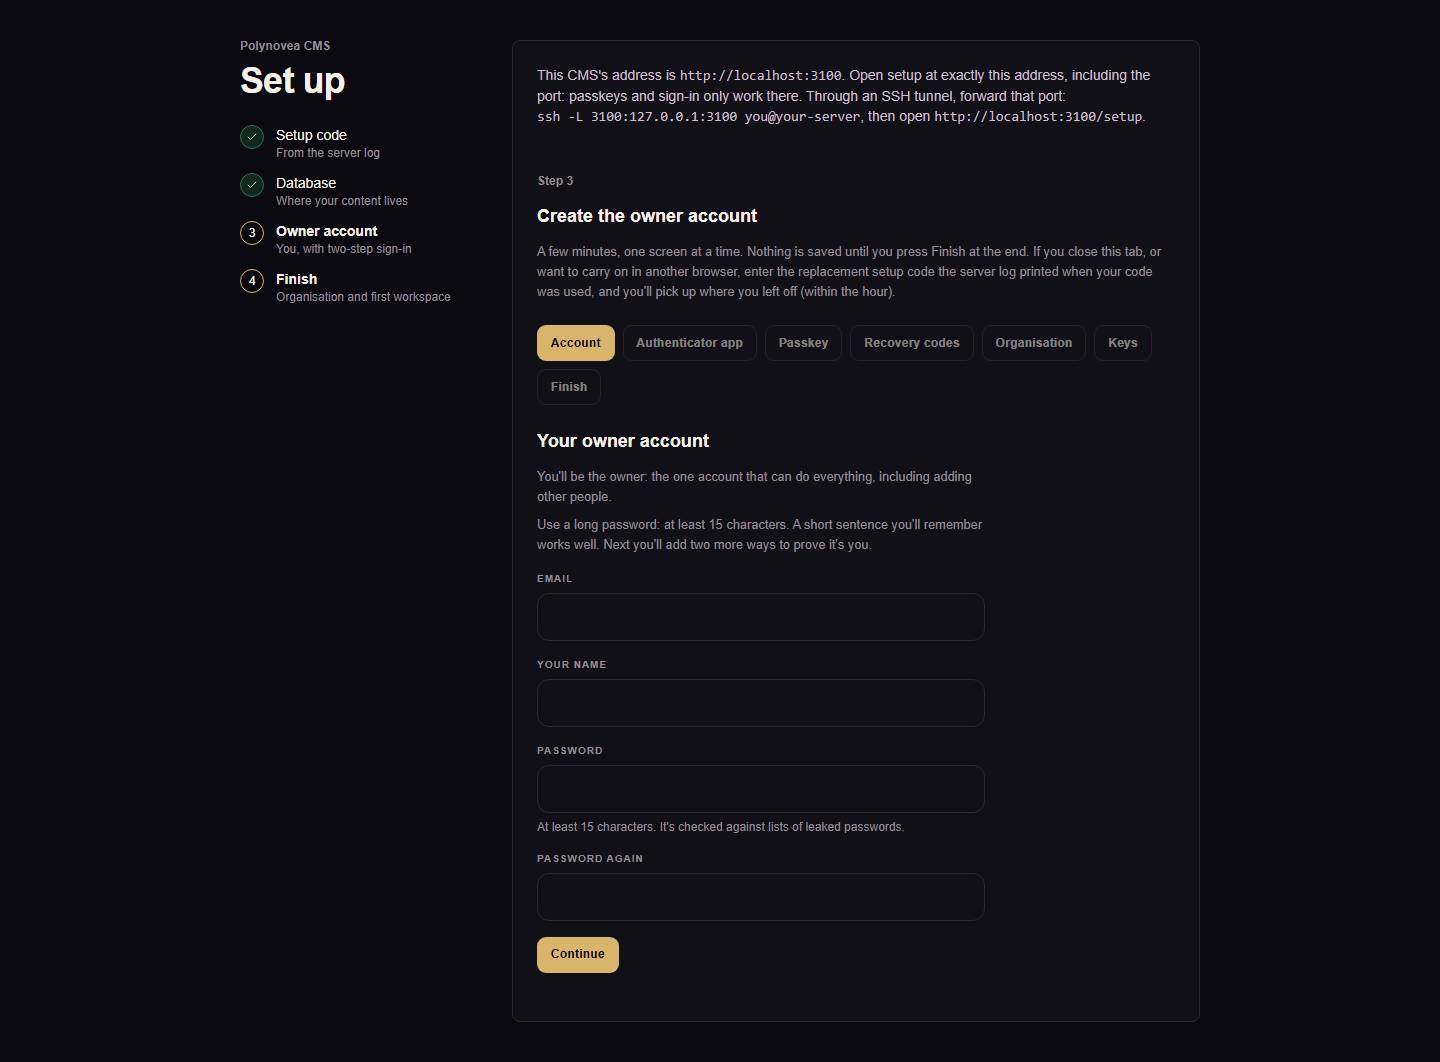 Polynovea CMS
Set up
Setup code
From the server log
Database
Where your content lives
3
Owner account
You, with two-step sign-in
4
Finish
Organisation and first workspace
This CMS's address is http://localhost:3100. Open setup at exactly this address, including the
port: passkeys and sign-in only work there. Through an SSH tunnel, forward that port:
ssh -L 3100:127.0.0.1:3100 you@your-server, then open http://localhost:3100/setup.
Step 3
Create the owner account
A few minutes, one screen at a time. Nothing is saved until you press Finish at the end. If you close this tab, or
want to carry on in another browser, enter the replacement setup code the server log printed when your code
was used, and you'll pick up where you left off (within the hour).
Account Authenticator app Passkey Recovery codes Organisation Keys
Finish
Your owner account
You'll be the owner: the one account that can do everything, including adding
other people.
Use a long password: at least 15 characters. A short sentence you'll remember
works well. Next you'll add two more ways to prove it's you.
EMAIL
YOUR NAME
PASSWORD
At least 15 characters. It's checked against lists of leaked passwords.
PASSWORD AGAIN
Continue